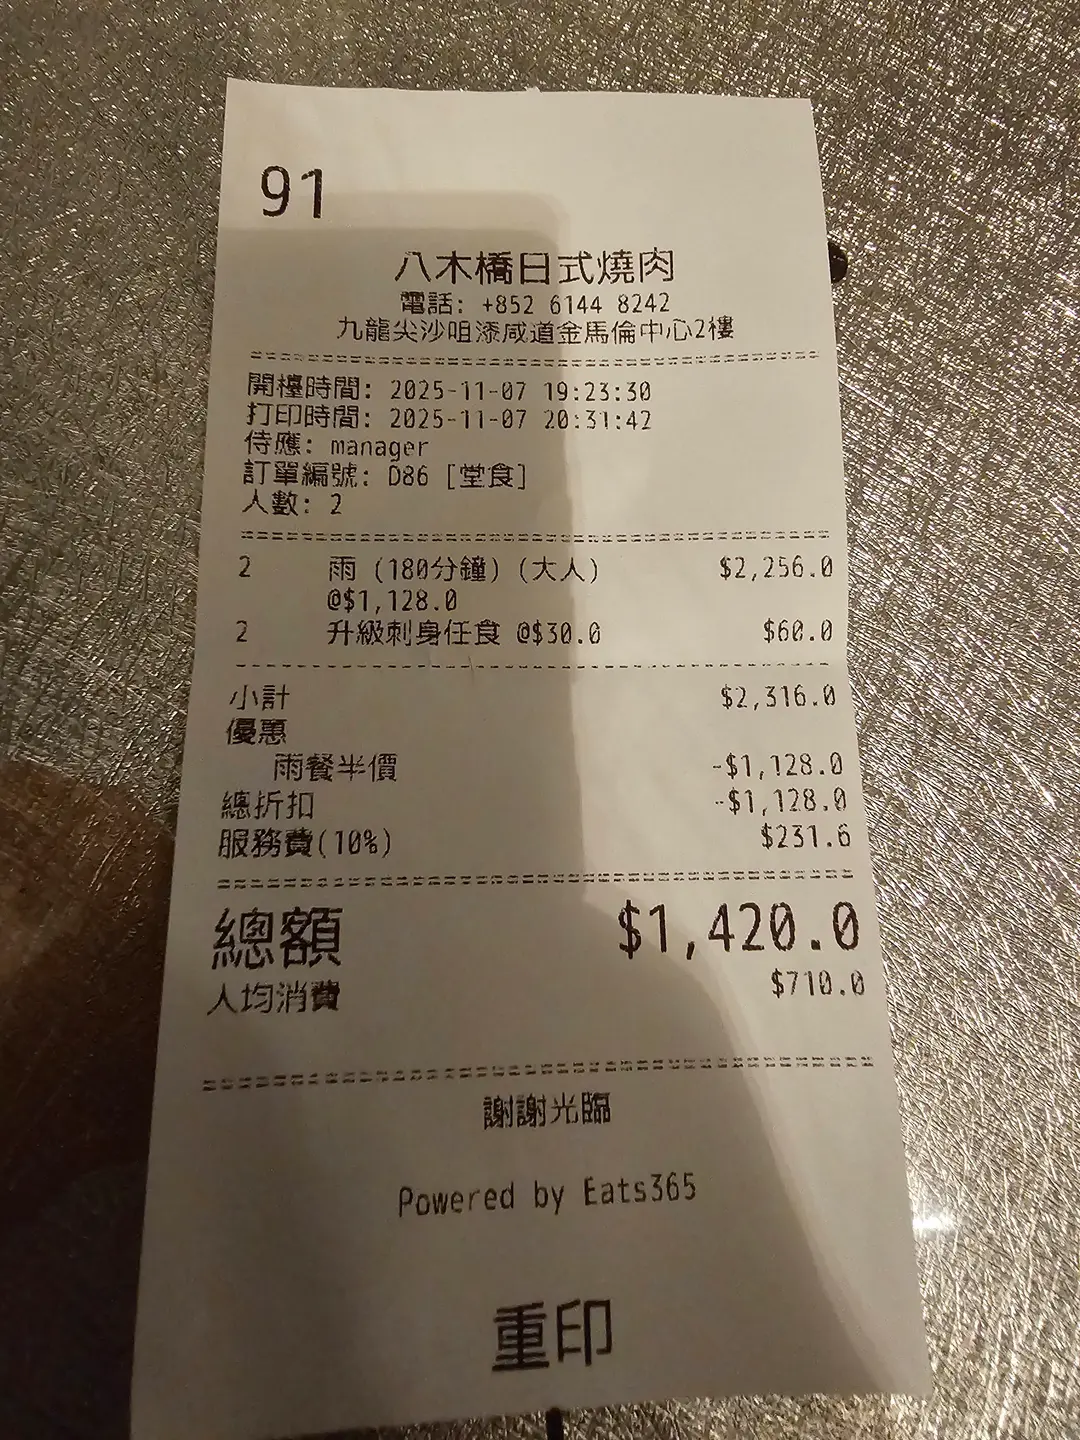 91
八木橋日式燒肉
電話: +852 6144 8242
九龍尖沙咀漆咸道金馬倫中心2樓
開檯時間: 2025-11-07 19:23:30
打印時間: 2025-11-07 20:31:42
侍應: manager
訂單編號: D86 [堂食]
人數: 2
2 雨 (180分鐘) (大人) $2,256.0
@$1,128.0
2 升級刺身任食 @$30.0 $60.0
小計 $2,316.0
優惠
雨餐半價 -$1,128.0
總折扣 -$1,128.0
服務費(10%) $231.6
總額 $1,420.0
人均消費 $710.0
謝謝光臨
Powered by Eats365
重印